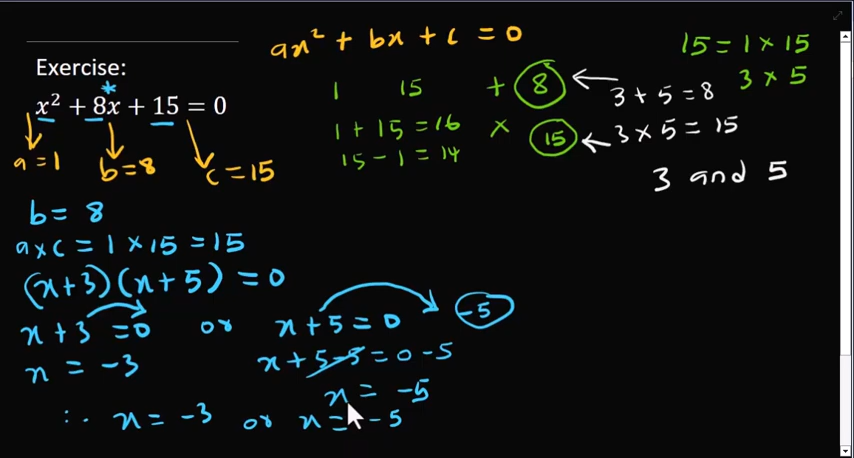 ax² + bx + c = 0
Exercise:
x² + 8x + 15 = 0
*
a = 1
b = 8
c = 15
1 15
1 + 15 = 16
15 - 1 = 14
+ 8
× 15
15 = 1 × 15
3 × 5
3 + 5 = 8
3 × 5 = 15
3 and 5
b = 8
a×c = 1 × 15 = 15
(x+3)(x+5) = 0
x + 3 = 0 or x + 5 = 0
-5
x = -3
x + 5 - 5 = 0 - 5
x = -5
∴ x = -3 or x = -5